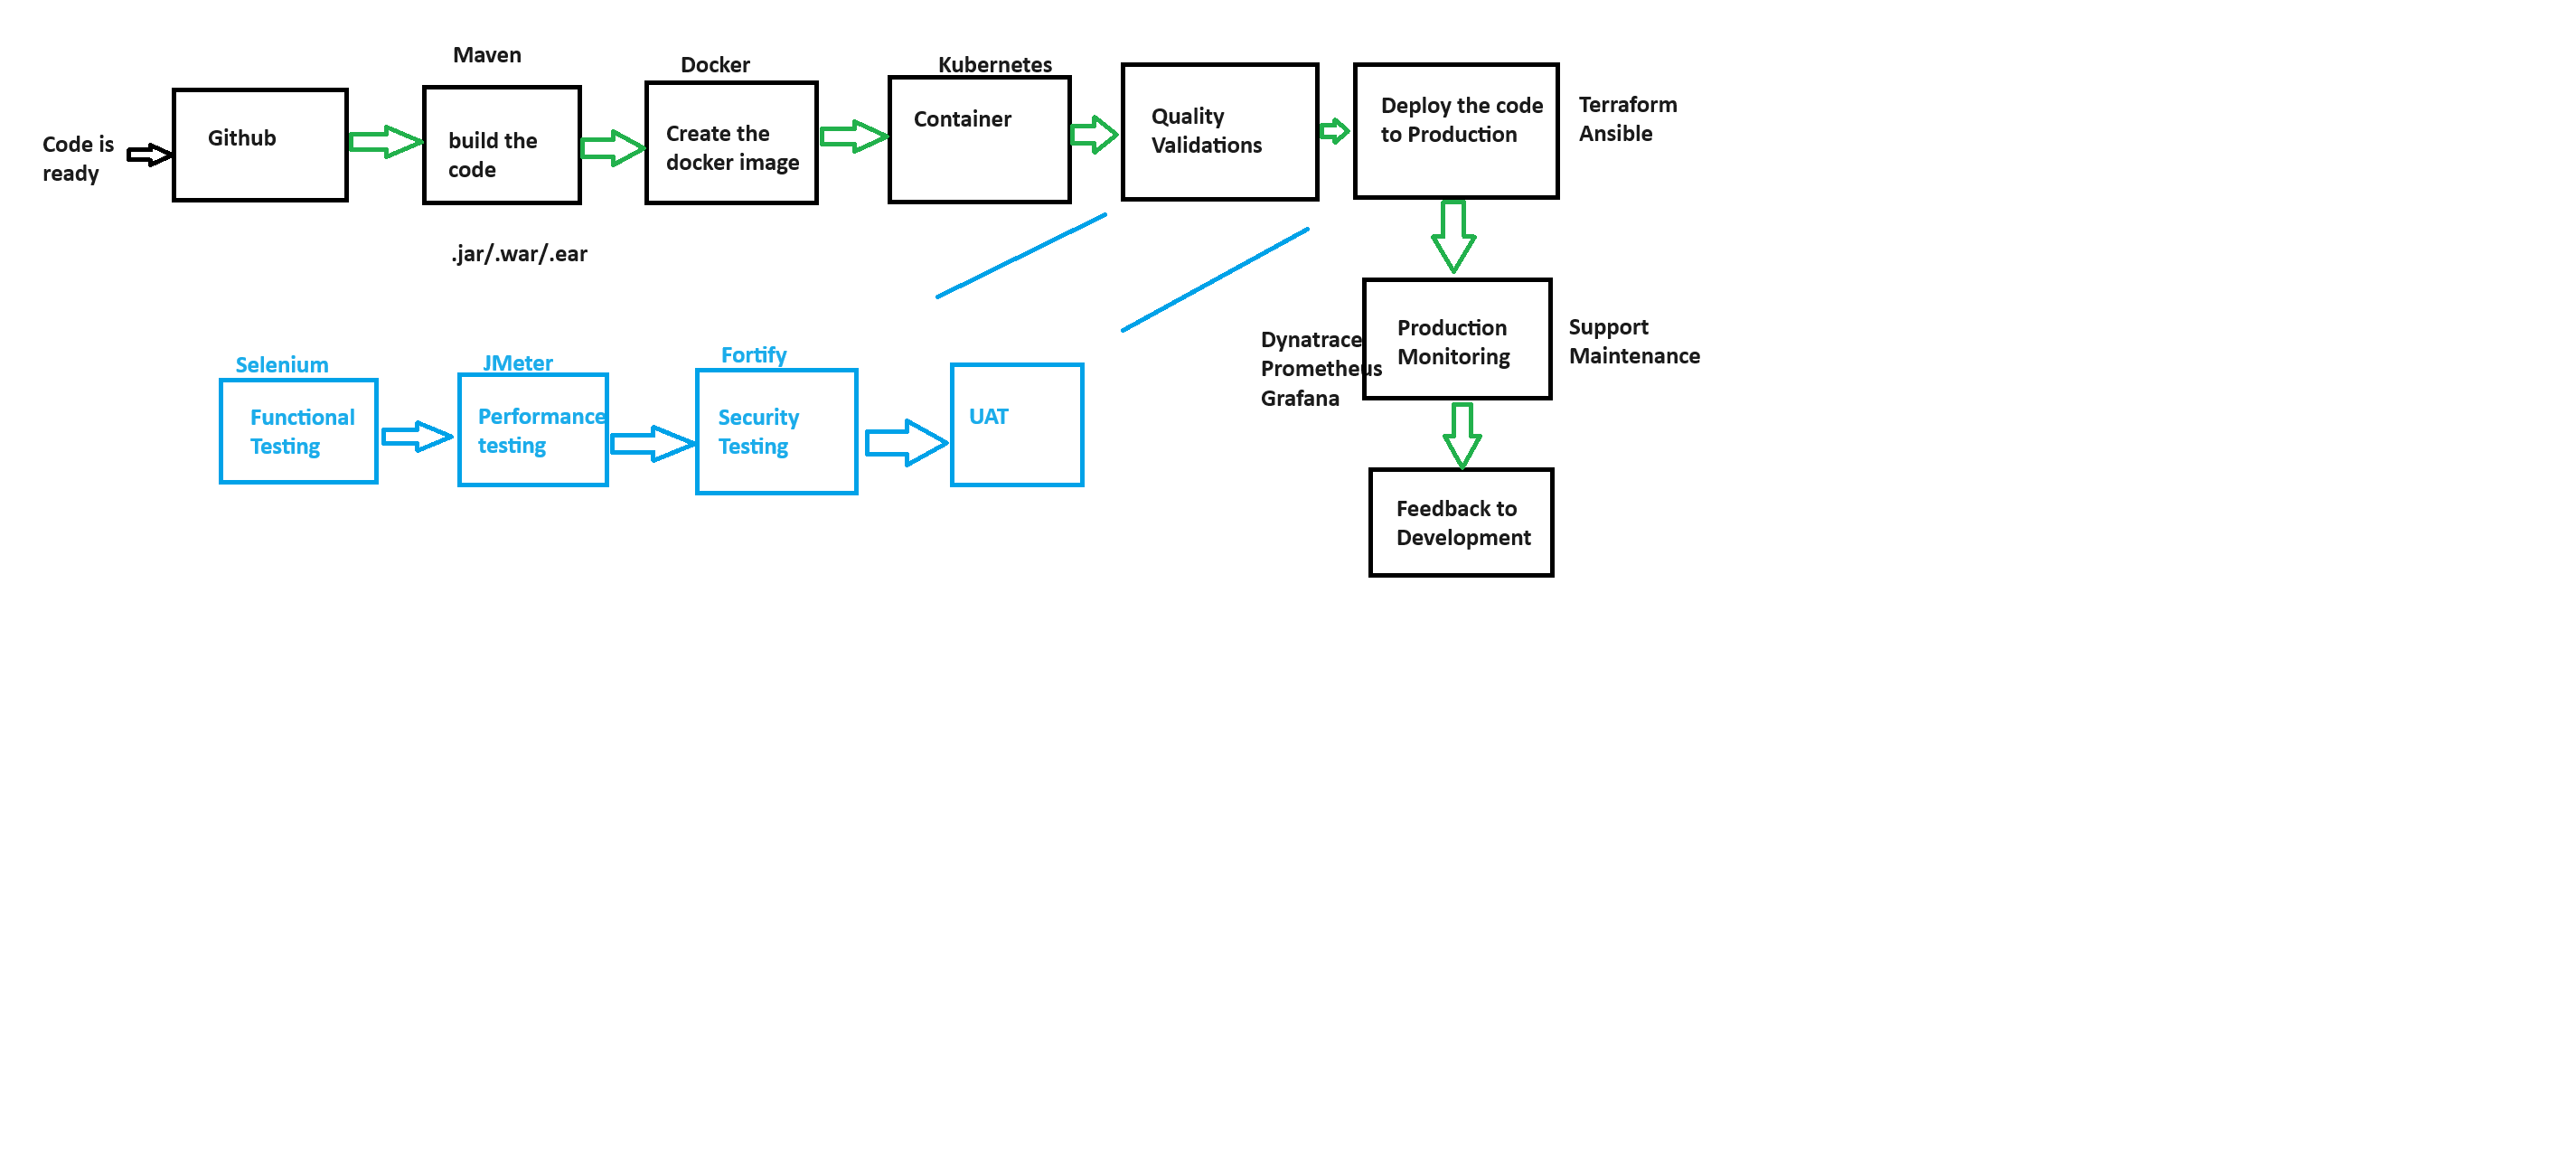 Code is
ready
Github
Maven
build the
code
.jar/.war/.ear
Docker
Create the
docker image
Kubernetes
Container
Quality
Validations
Deploy the code
to Production
Terraform
Ansible
Dynatrace
Prometheus
Grafana
Production
Monitoring
Support
Maintenance
Feedback to
Development
Selenium
Functional
Testing
JMeter
Performance
testing
Fortify
Security
Testing
UAT